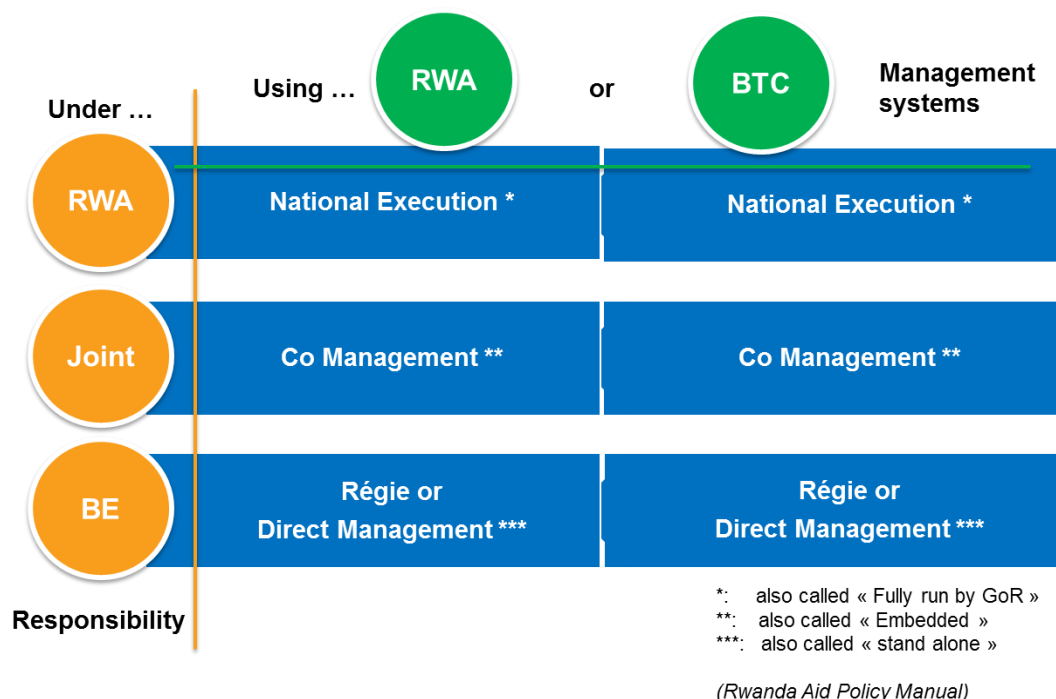 Under …
Using …
RWA
or
BTC
Management
systems
RWA
National Execution *
National Execution *
Joint
Co Management **
Co Management **
BE
Régie or
Direct Management ***
Régie or
Direct Management ***
Responsibility
*: also called « Fully run by GoR »
**: also called « Embedded »
***: also called « stand alone »
(Rwanda Aid Policy Manual)